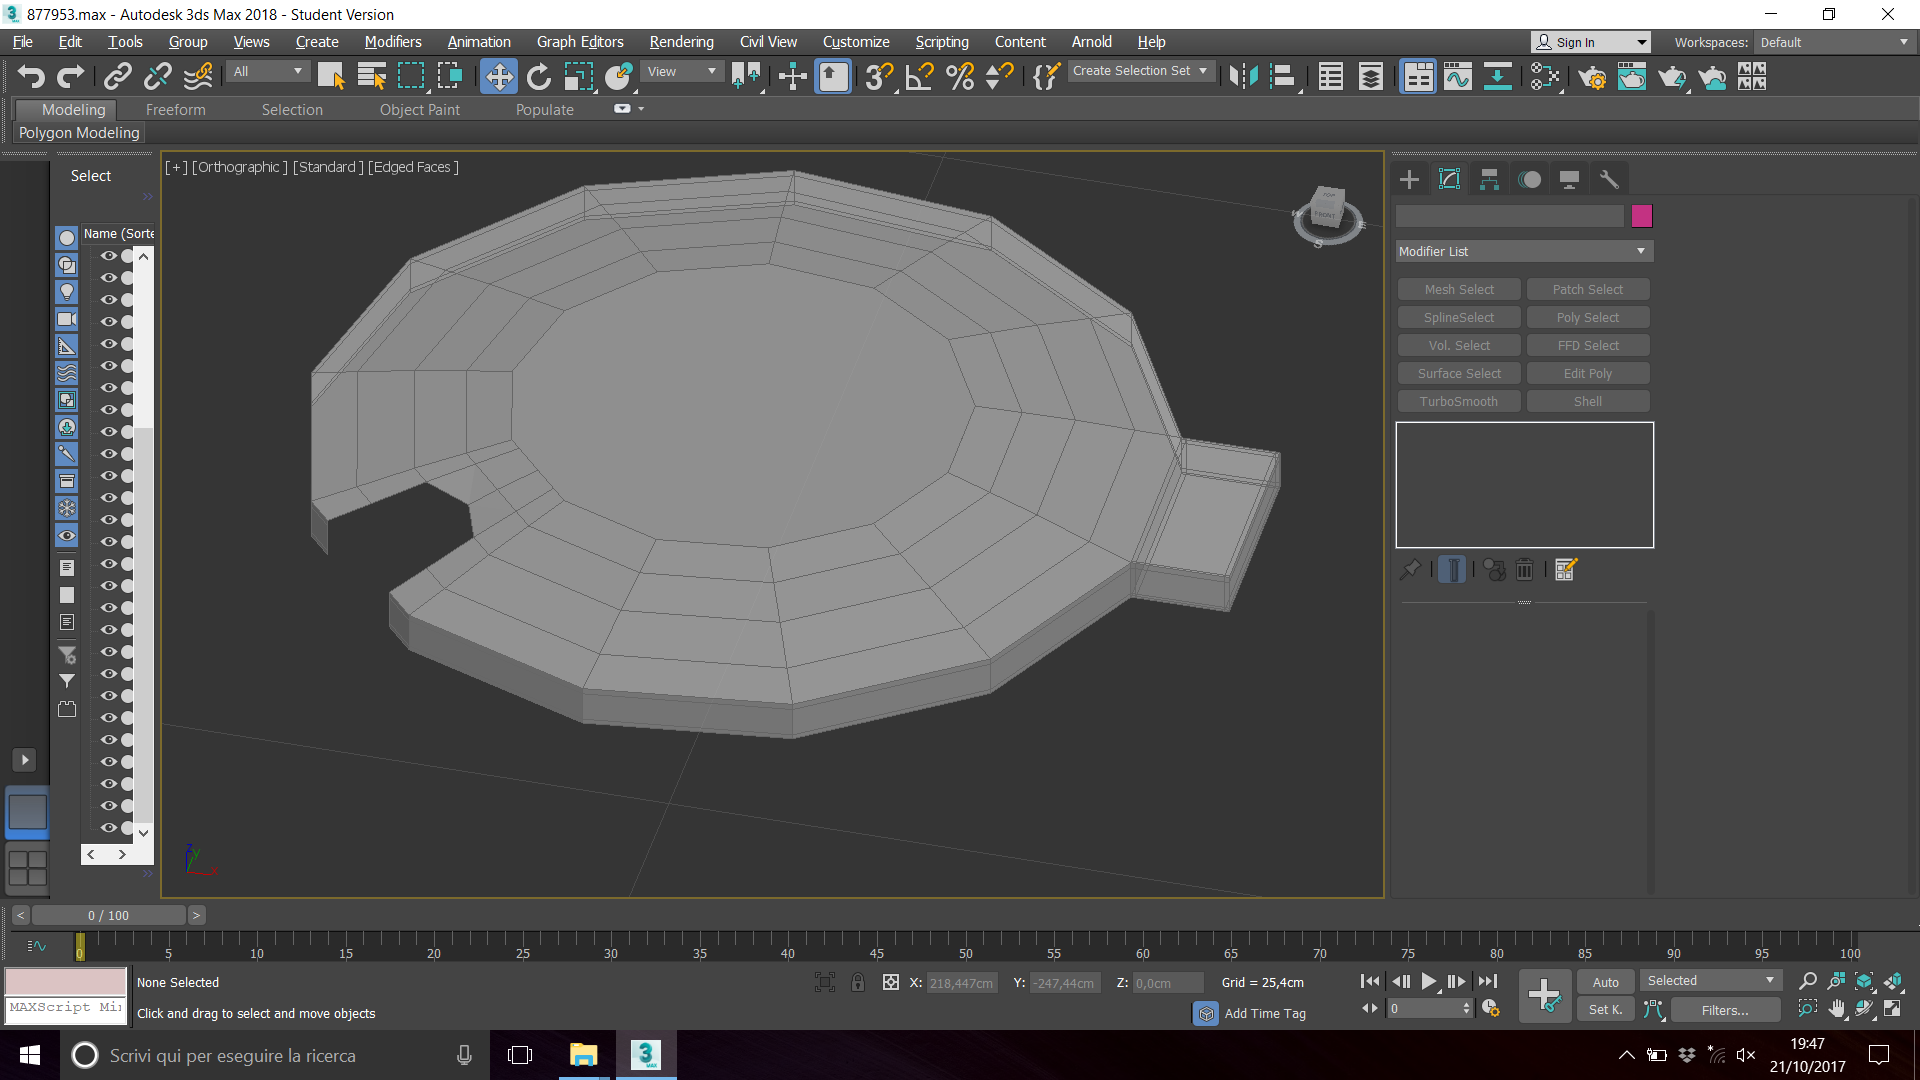 877953.max - Autodesk 3ds Max 2018 - Student Version
File Edit Tools Group Views Create Modifiers Animation Graph Editors Rendering Civil View Customize Scripting Content Arnold Help
Sign In
Workspaces: Default
All
View
Create Selection Set
Modeling Freeform Selection Object Paint Populate
Polygon Modeling
Select
[+] [Orthographic ] [Standard ] [Edged Faces ]
FRONT
S
Name (Sorte
Modifier List
Mesh Select Patch Select
SplineSelect Poly Select
Vol. Select FFD Select
Surface Select Edit Poly
TurboSmooth Shell
z
y
x
< 0 / 100 >
0 5 10 15 20 25 30 35 40 45 50 55 60 65 70 75 80 85 90 95 100
None Selected
X: 218,447cm Y: -247,44cm Z: 0,0cm Grid = 25,4cm
Auto Selected
MAXScript Mi
Click and drag to select and move objects
Add Time Tag
0
Set K. Filters...
Scrivi qui per eseguire la ricerca
3
MAX
19:47
21/10/2017